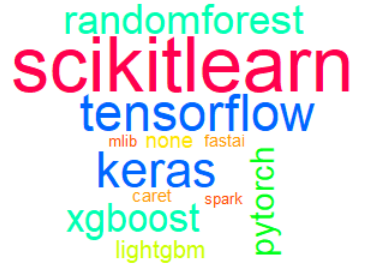 randomforest
scikitlearn
tensorflow
mlib none fastai
keras
pytorch
caret spark
xgboost
lightgbm